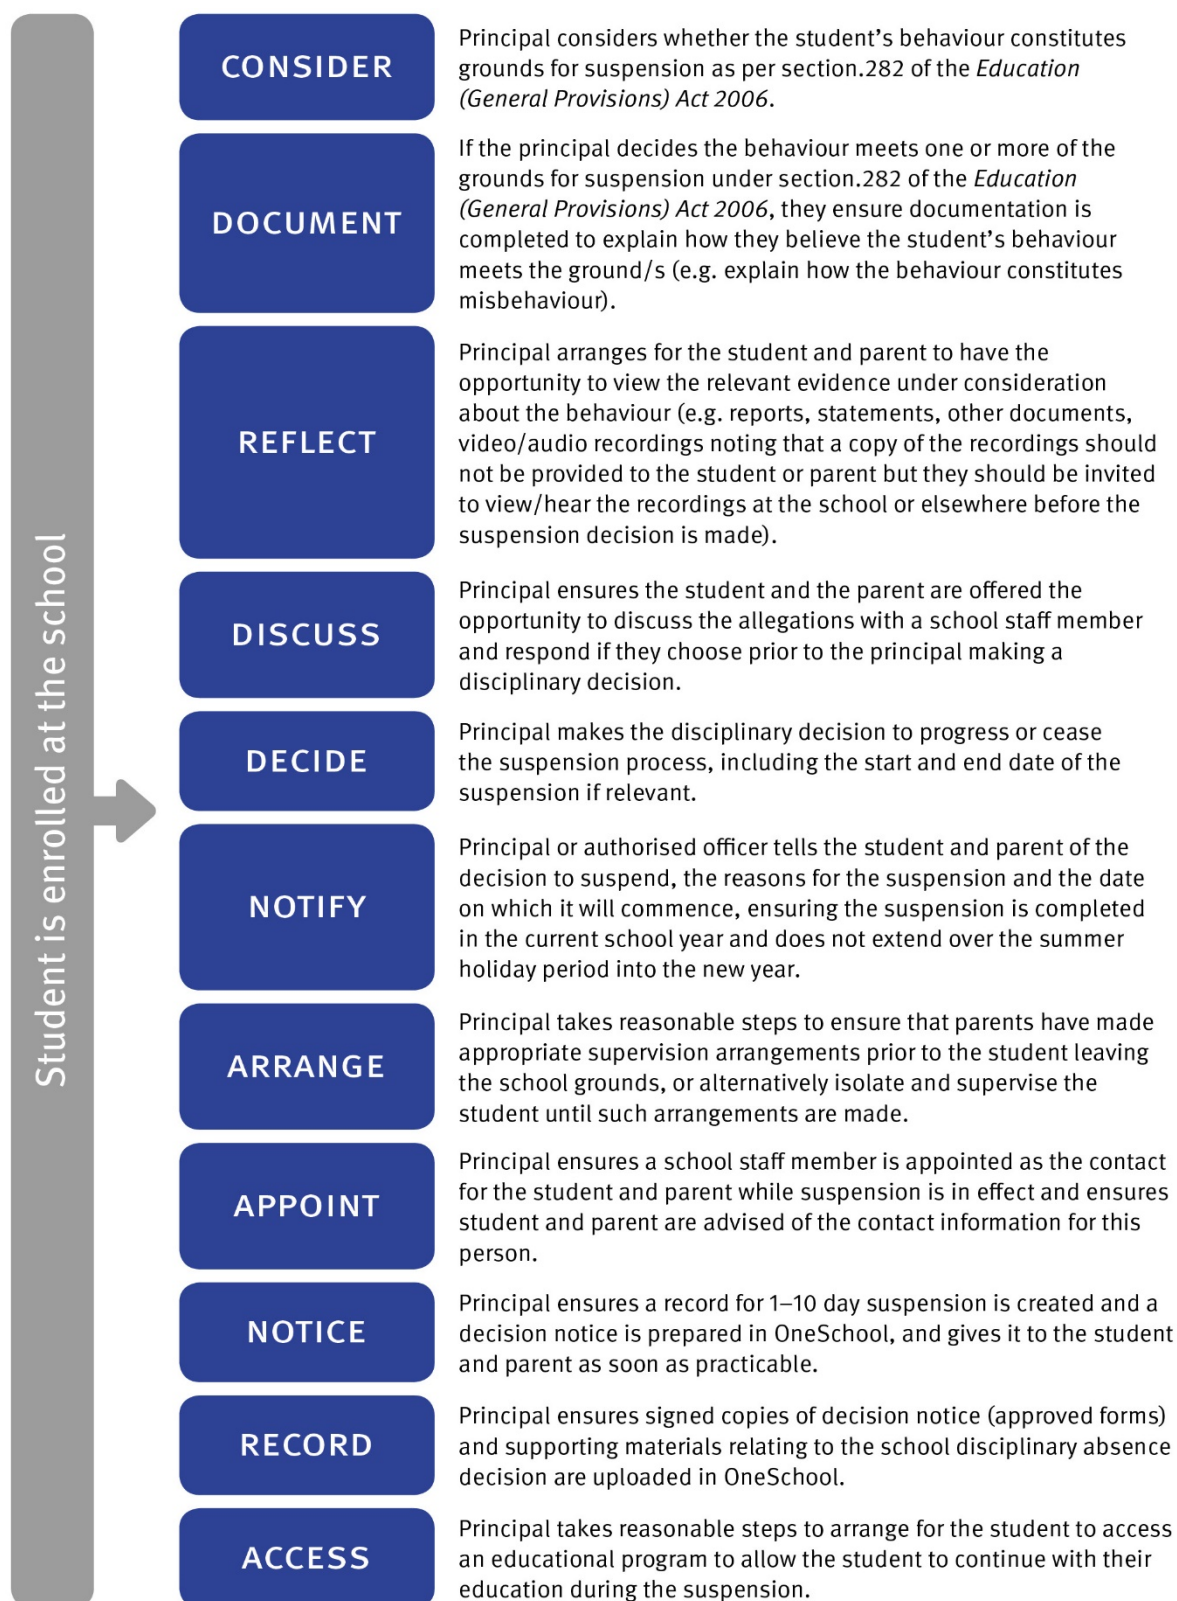 Student is enrolled at the school
CONSIDER
Principal considers whether the student’s behaviour constitutes
grounds for suspension as per section.282 of the Education
(General Provisions) Act 2006.
DOCUMENT
If the principal decides the behaviour meets one or more of the
grounds for suspension under section.282 of the Education
(General Provisions) Act 2006, they ensure documentation is
completed to explain how they believe the student’s behaviour
meets the ground/s (e.g. explain how the behaviour constitutes
misbehaviour).
REFLECT
Principal arranges for the student and parent to have the
opportunity to view the relevant evidence under consideration
about the behaviour (e.g. reports, statements, other documents,
video/audio recordings noting that a copy of the recordings should
not be provided to the student or parent but they should be invited
to view/hear the recordings at the school or elsewhere before the
suspension decision is made).
DISCUSS
Principal ensures the student and the parent are offered the
opportunity to discuss the allegations with a school staff member
and respond if they choose prior to the principal making a
disciplinary decision.
DECIDE
Principal makes the disciplinary decision to progress or cease
the suspension process, including the start and end date of the
suspension if relevant.
NOTIFY
Principal or authorised officer tells the student and parent of the
decision to suspend, the reasons for the suspension and the date
on which it will commence, ensuring the suspension is completed
in the current school year and does not extend over the summer
holiday period into the new year.
ARRANGE
Principal takes reasonable steps to ensure that parents have made
appropriate supervision arrangements prior to the student leaving
the school grounds, or alternatively isolate and supervise the
student until such arrangements are made.
APPOINT
Principal ensures a school staff member is appointed as the contact
for the student and parent while suspension is in effect and ensures
student and parent are advised of the contact information for this
person.
NOTICE
Principal ensures a record for 1–10 day suspension is created and a
decision notice is prepared in OneSchool, and gives it to the student
and parent as soon as practicable.
RECORD
Principal ensures signed copies of decision notice (approved forms)
and supporting materials relating to the school disciplinary absence
decision are uploaded in OneSchool.
ACCESS
Principal takes reasonable steps to arrange for the student to access
an educational program to allow the student to continue with their
education during the suspension.